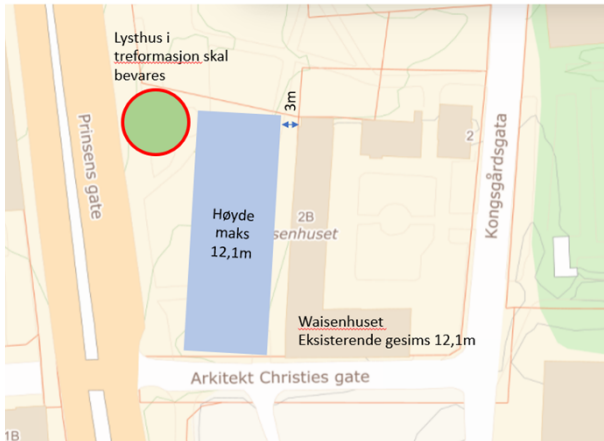 Lysthus i
treformasjon skal
bevares
3m
Prinsens gate
Kongsgårdsgata
2
Høyde
maks
12,1m
2B
senhuset
Waisenhuset
Eksisterende gesims 12,1m
Arkitekt Christies gate
1B